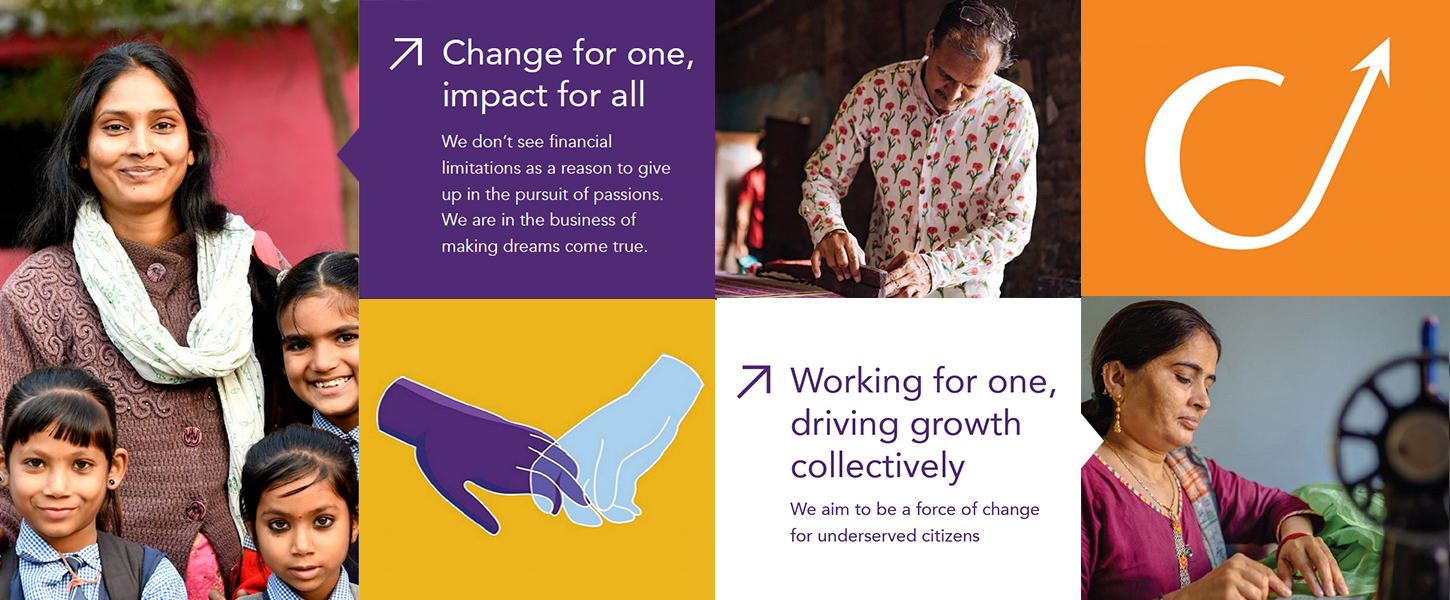 Change for one,
impact for all
We don't see financial
limitations as a reason to give
up in the pursuit of passions.
We are in the business of
making dreams come true.
Working for one,
driving growth
collectively
We aim to be a force of change
for underserved citizens